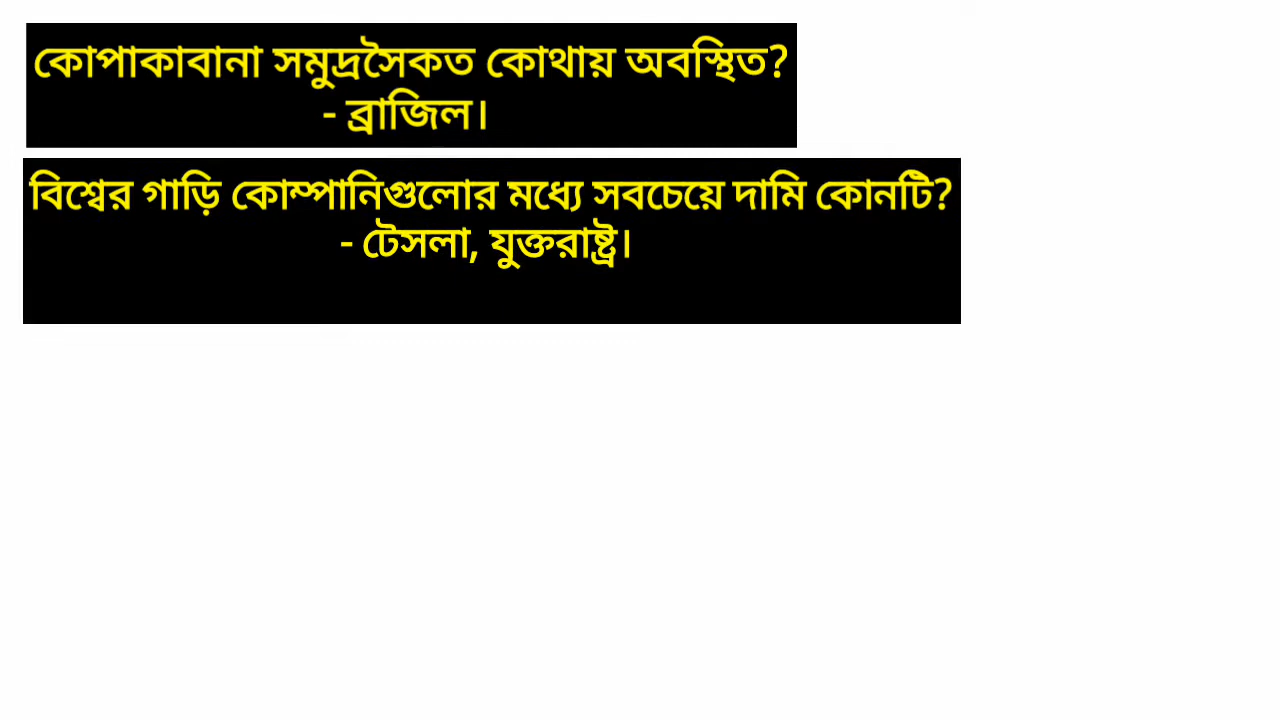 কোপাকাবানা সমুদ্রসৈকত কোথায় অবস্থিত?
- ব্রাজিল।
বিশ্বের গাড়ি কোম্পানিগুলোর মধ্যে সবচেয়ে দামি কোনটি?
- টেসলা, যুক্তরাষ্ট্র।